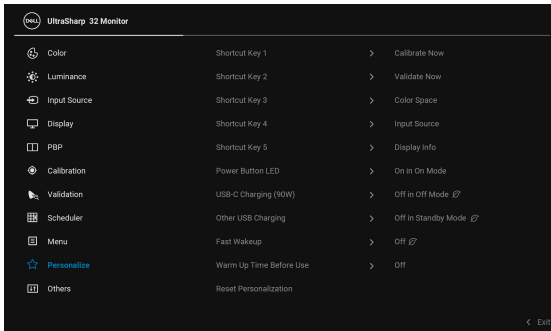 DELL UltraSharp 32 Monitor
Color Shortcut Key 1 > Calibrate Now
Luminance Shortcut Key 2 > Validate Now
Input Source Shortcut Key 3 > Color Space
Display Shortcut Key 4 > Input Source
PBP Shortcut Key 5 > Display Info
Calibration Power Button LED > On in On Mode
Validation USB-C Charging (90W) > Off in Off Mode
Scheduler Other USB Charging > Off in Standby Mode
Menu Fast Wakeup > Off
Personalize Warm Up Time Before Use > Off
Others Reset Personalization
< Exit